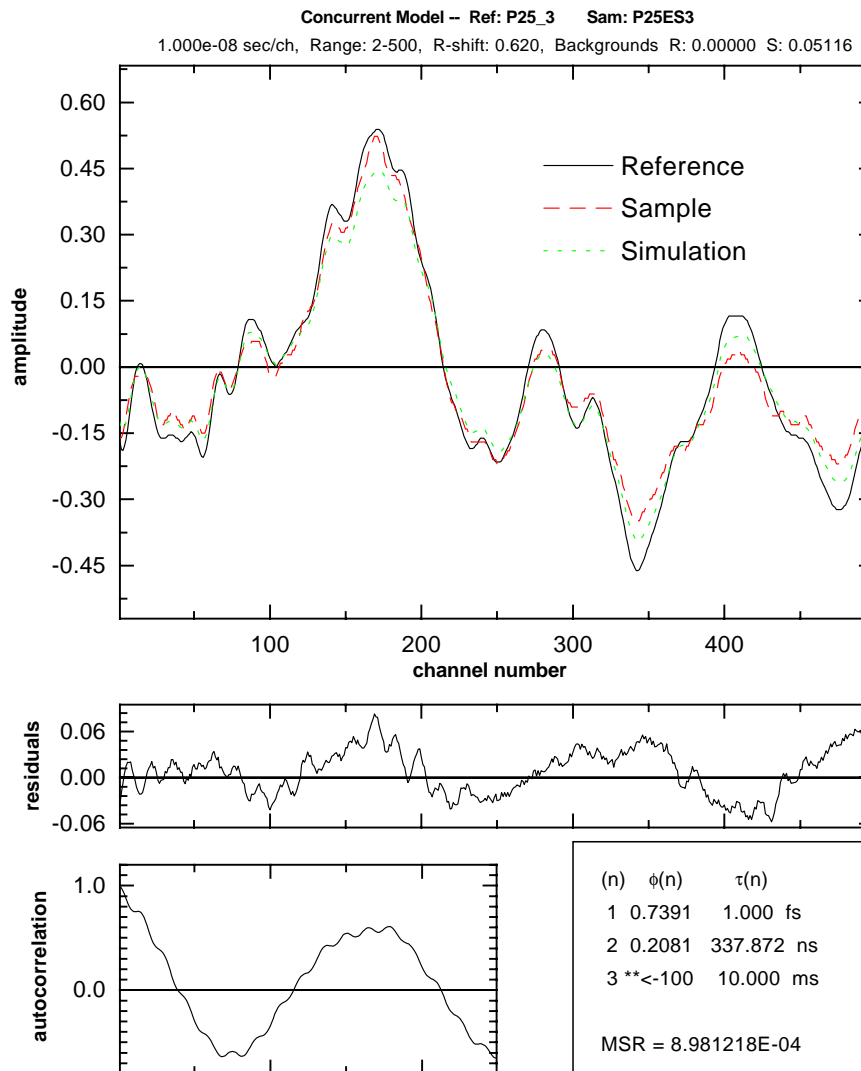 Concurrent Model -- Ref: P25_3 Sam: P25ES3
1.000e-08 sec/ch, Range: 2-500, R-shift: 0.620, Backgrounds R: 0.00000 S: 0.05116
0.60
0.45
0.30
0.15
0.00
-0.15
-0.30
-0.45
amplitude
Reference
Sample
Simulation
100 200 300 400
channel number
0.06
0.00
-0.06
residuals
1.0
0.0
autocorrelation
(n) ϕ(n) τ(n)
1 0.7391 1.000 fs
2 0.2081 337.872 ns
3 **<-100 10.000 ms
MSR = 8.981218E-04